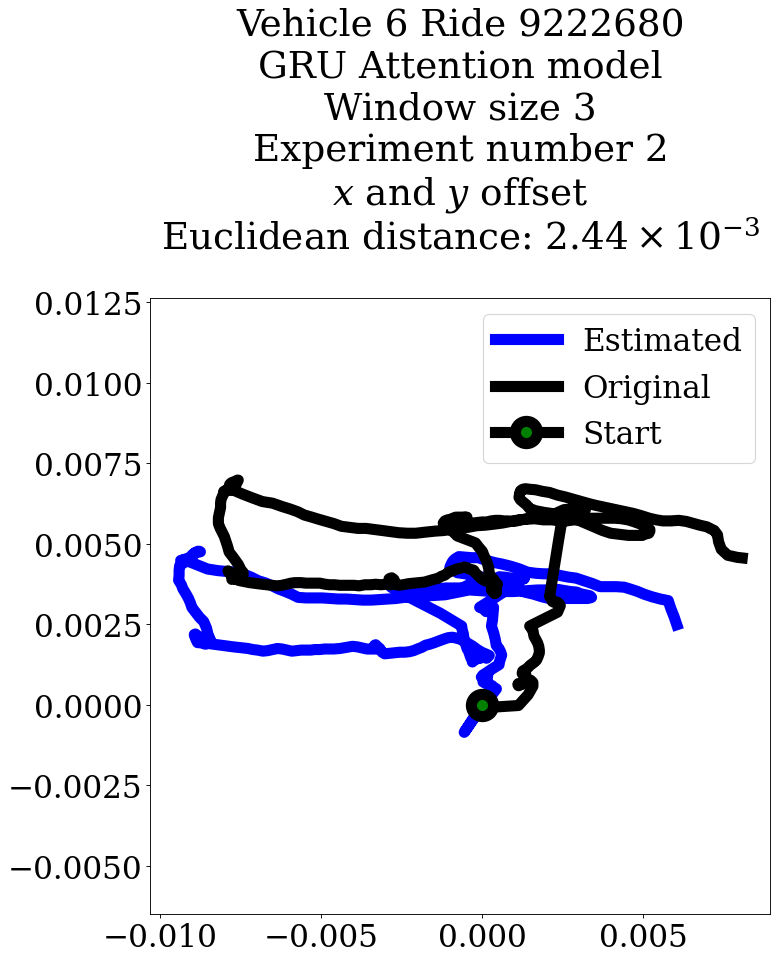 Vehicle 6 Ride 9222680
GRU Attention model
Window size 3
Experiment number 2
x and y offset
Euclidean distance: 2.44 × 10⁻³
Estimated
Original
Start
0.0125
0.0100
0.0075
0.0050
0.0025
0.0000
−0.0025
−0.0050
−0.010 −0.005 0.000 0.005